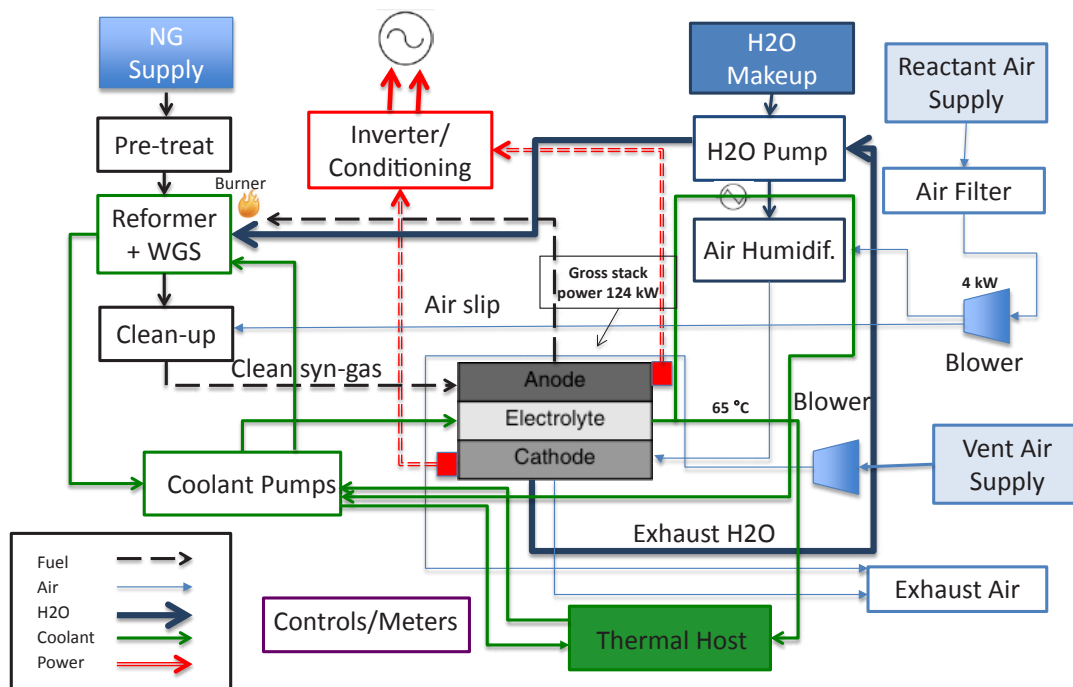 NG
Supply
H2O
Makeup
Reactant Air
Supply
Pre-treat
Inverter/
Conditioning
H2O Pump
Air Filter
Burner
Reformer
+ WGS
Air Humidif.
Gross stack
power 124 kW
4 kW
Air slip
Clean-up
Blower
Clean syn-gas
Anode
Electrolyte
Cathode
65 °C
Blower
Vent Air
Supply
Coolant Pumps
Exhaust H2O
Fuel
Air
H2O
Coolant
Power
Exhaust Air
Controls/Meters
Thermal Host